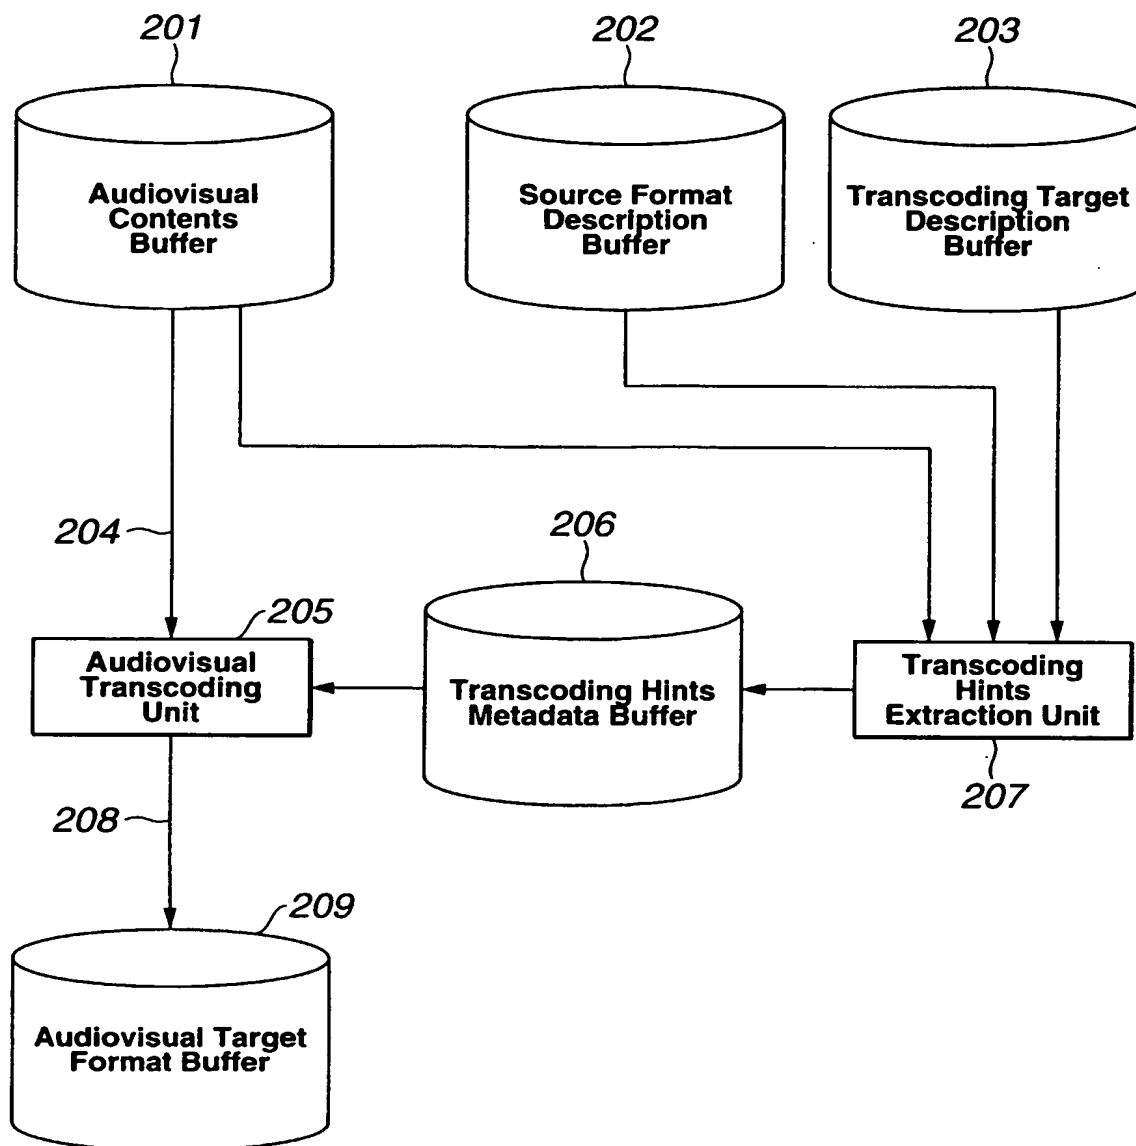 201
202
203
Audiovisual
Contents
Buffer
Source Format
Description
Buffer
Transcoding Target
Description
Buffer
204
206
205
Audiovisual
Transcoding
Unit
Transcoding Hints
Metadata Buffer
Transcoding
Hints
Extraction Unit
207
208
209
Audiovisual Target
Format Buffer